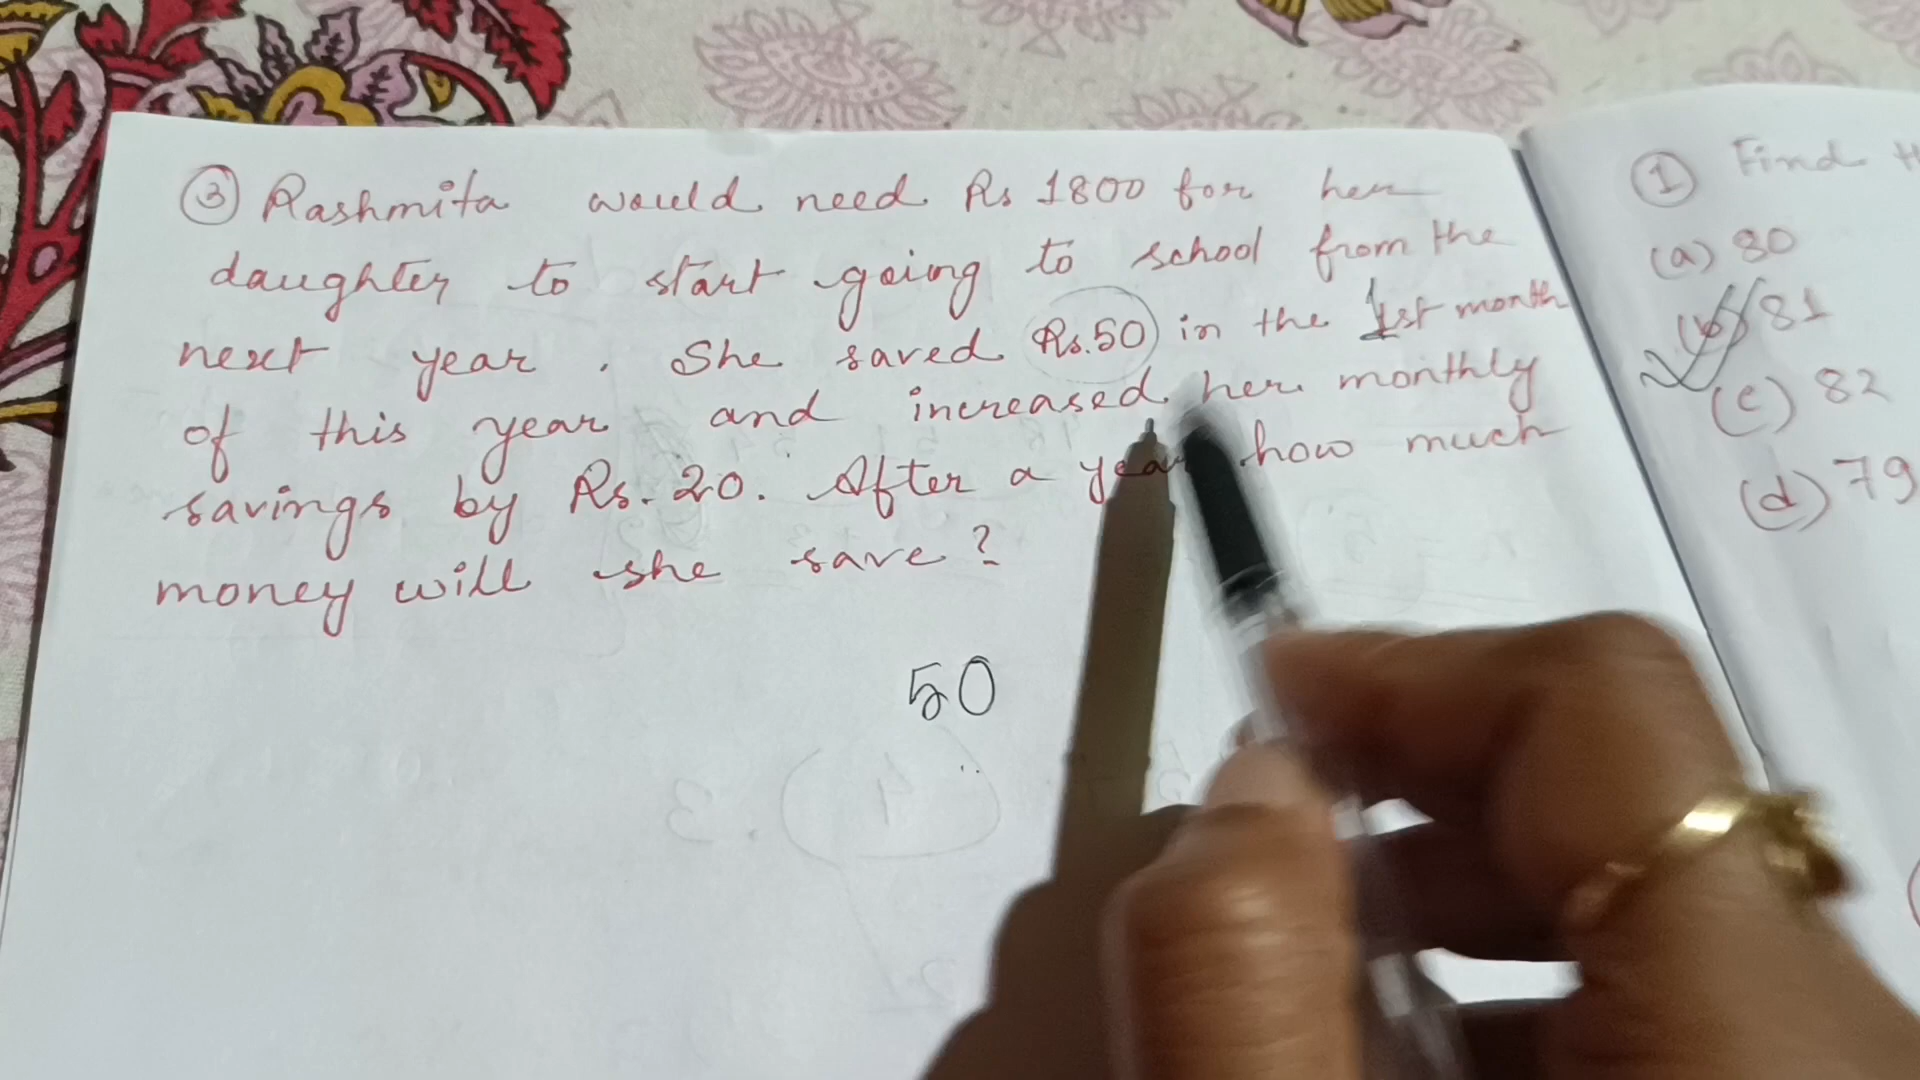 ③ Rashmita would need Rs 1800 for her
daughter to start going to school from the
next year. She saved Rs.50 in the 1st month
of this year and increased her monthly
savings by Rs.20. After a year how much
money will she save?
50
① Find
(a) 80
(b) 81
(c) 82
(d) 79